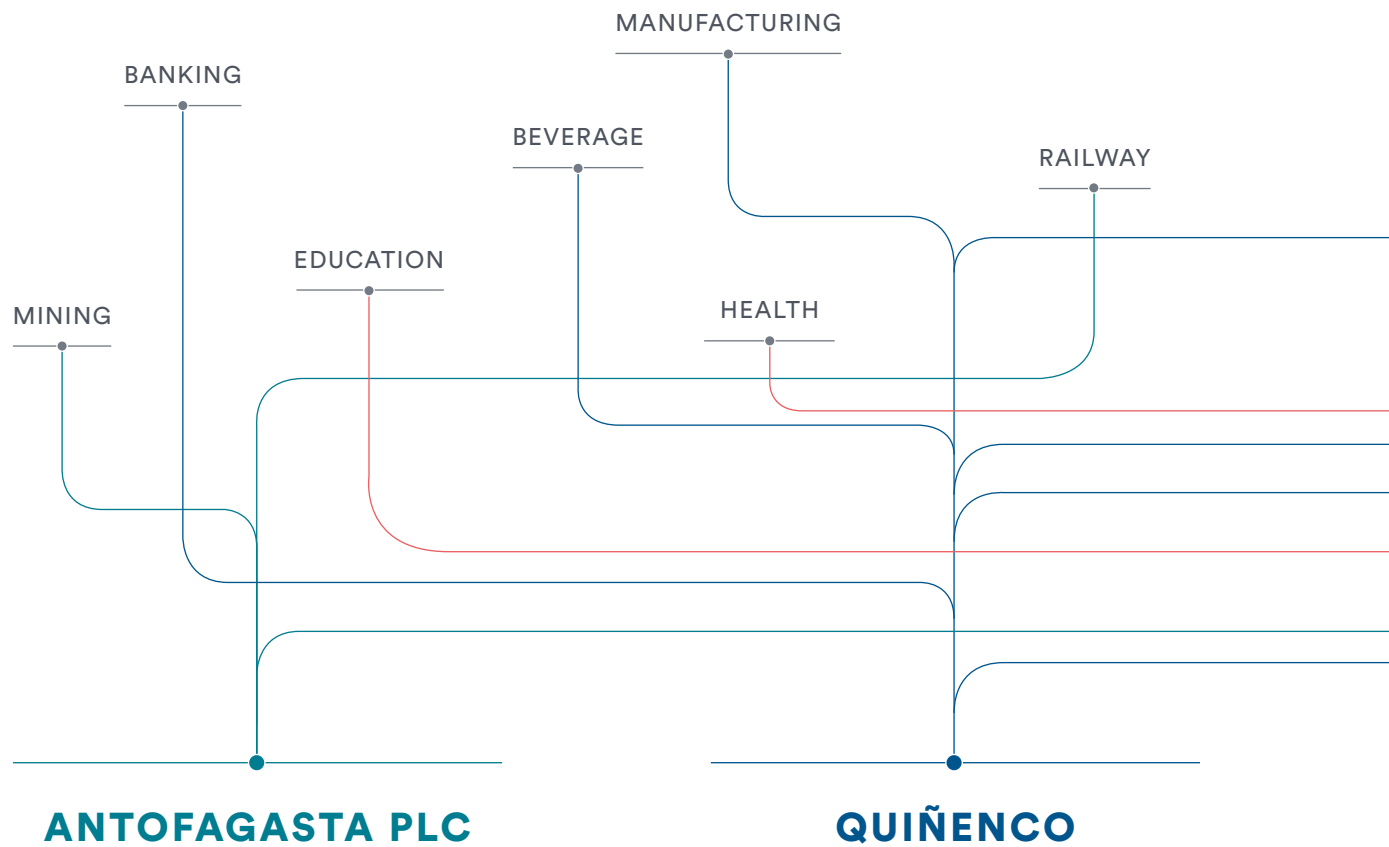 MANUFACTURING
BANKING
BEVERAGE
RAILWAY
EDUCATION
HEALTH
MINING
ANTOFAGASTA PLC
QUIÑENCO